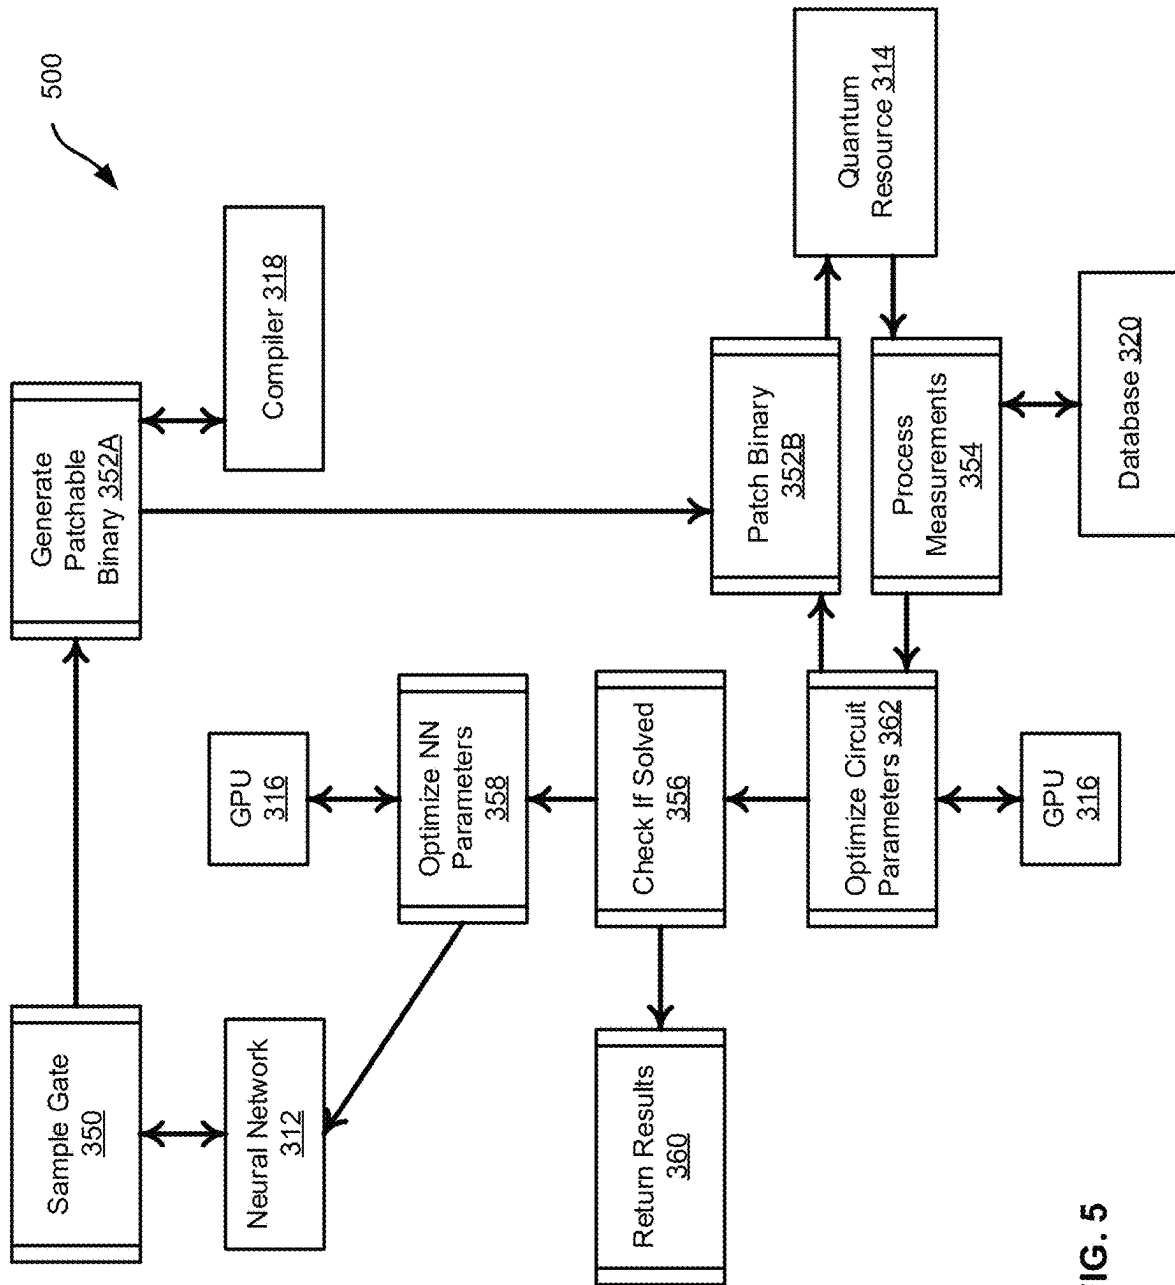 500
Sample Gate
350
Generate
Patchable
Binary 352A
Neural Network
312
GPU
316
Compiler 318
Optimize NN
Parameters
358
Return Results
360
Check If Solved
356
Patch Binary
352B
Optimize Circuit
Parameters 362
Process
Measurements
354
Quantum
Resource 314
GPU
316
Database 320
FIG. 5